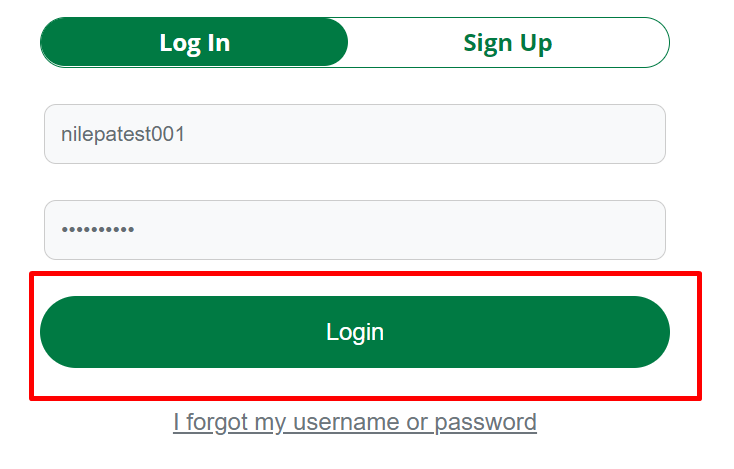 Log In Sign Up
nilepatest001
••••••••••
Login
I forgot my username or password